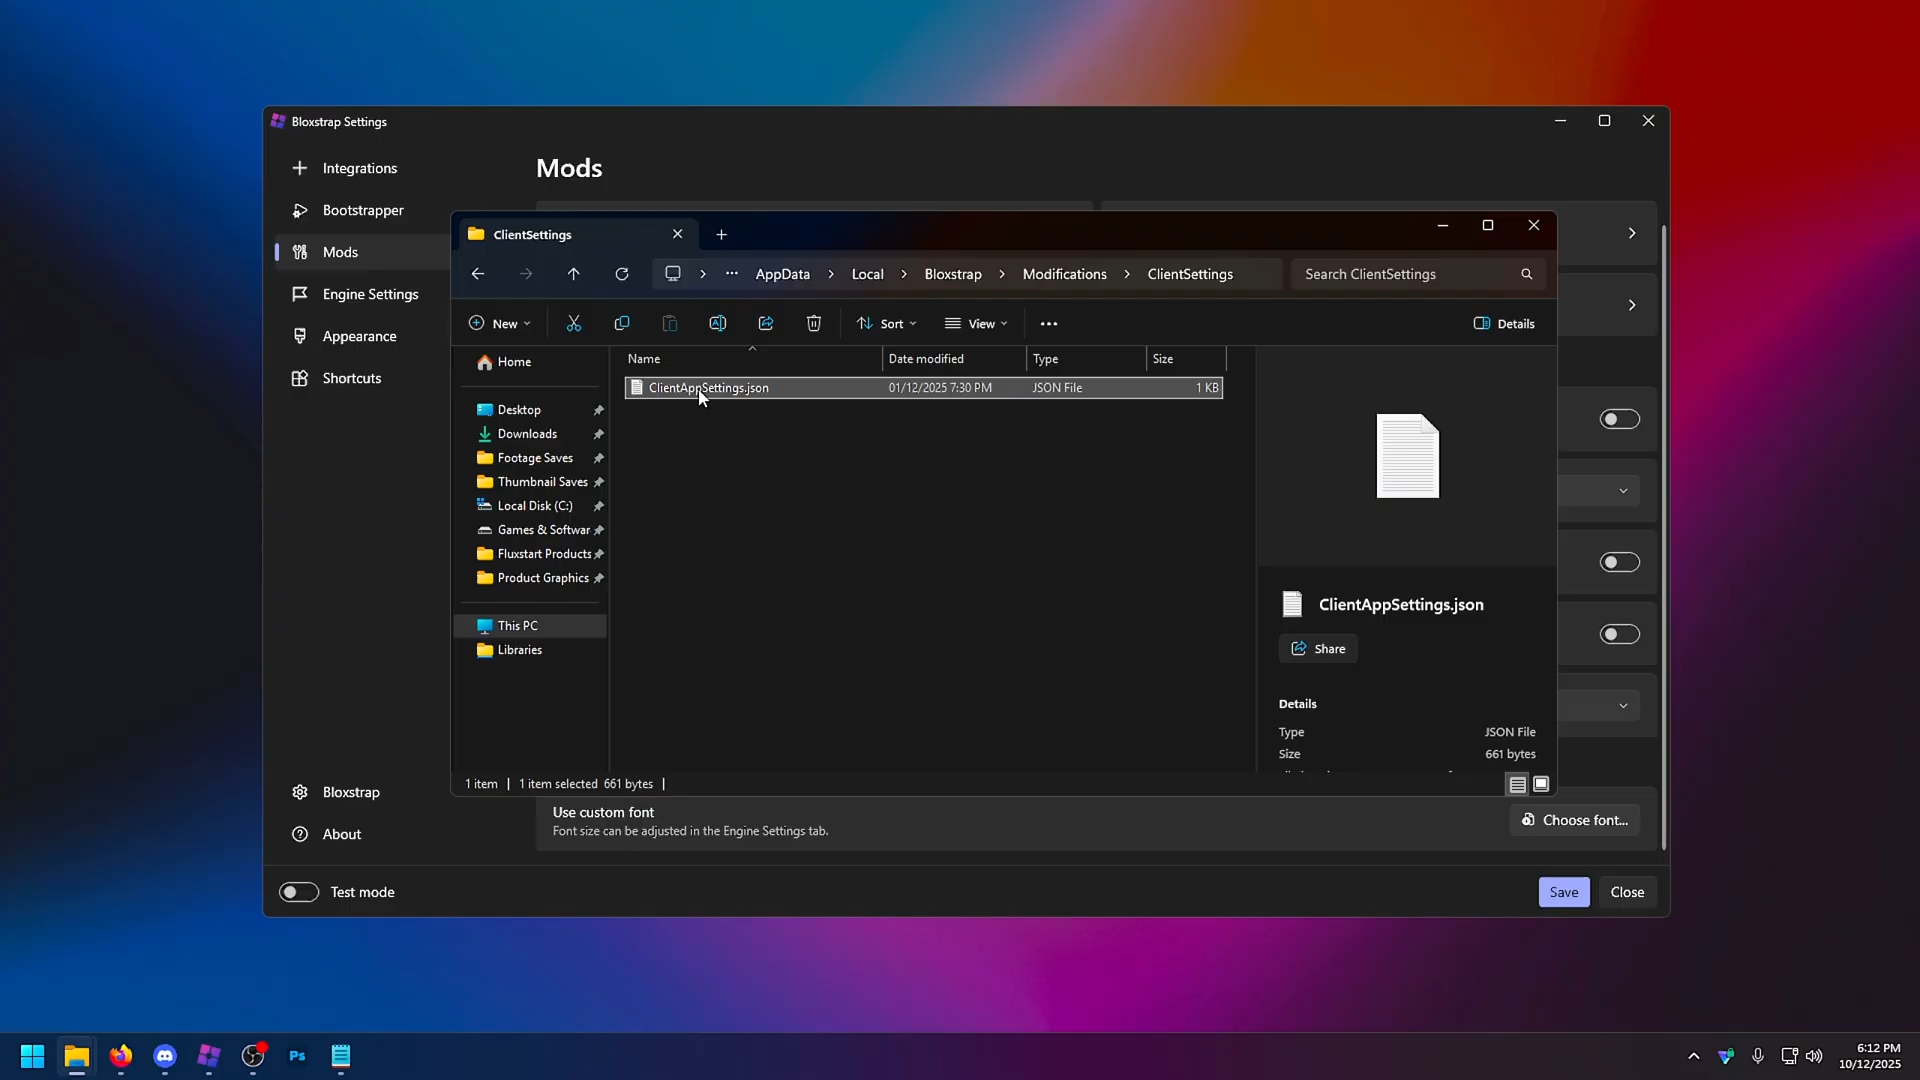 Bloxstrap Settings
Integrations
Bootstrapper
Mods
Engine Settings
Appearance
Shortcuts
Bloxstrap
About
Mods
ClientSettings
AppData
Local
Bloxstrap
Modifications
ClientSettings
Search ClientSettings
New
Sort
View
Details
Home
Desktop
Downloads
Footage Saves
Thumbnail Saves
Local Disk (C:)
Games & Softwar
Fluxstart Products
Product Graphics
This PC
Libraries
Name
Date modified
Type
Size
ClientAppSettings.json
01/12/2025 7:30 PM
JSON File
1 KB
ClientAppSettings.json
Share
Details
Type
JSON File
Size
661 bytes
1 item
1 item selected 661 bytes
Use custom font
Font size can be adjusted in the Engine Settings tab.
Choose font...
Test mode
Save
Close
Ps
6:12 PM
10/12/2025